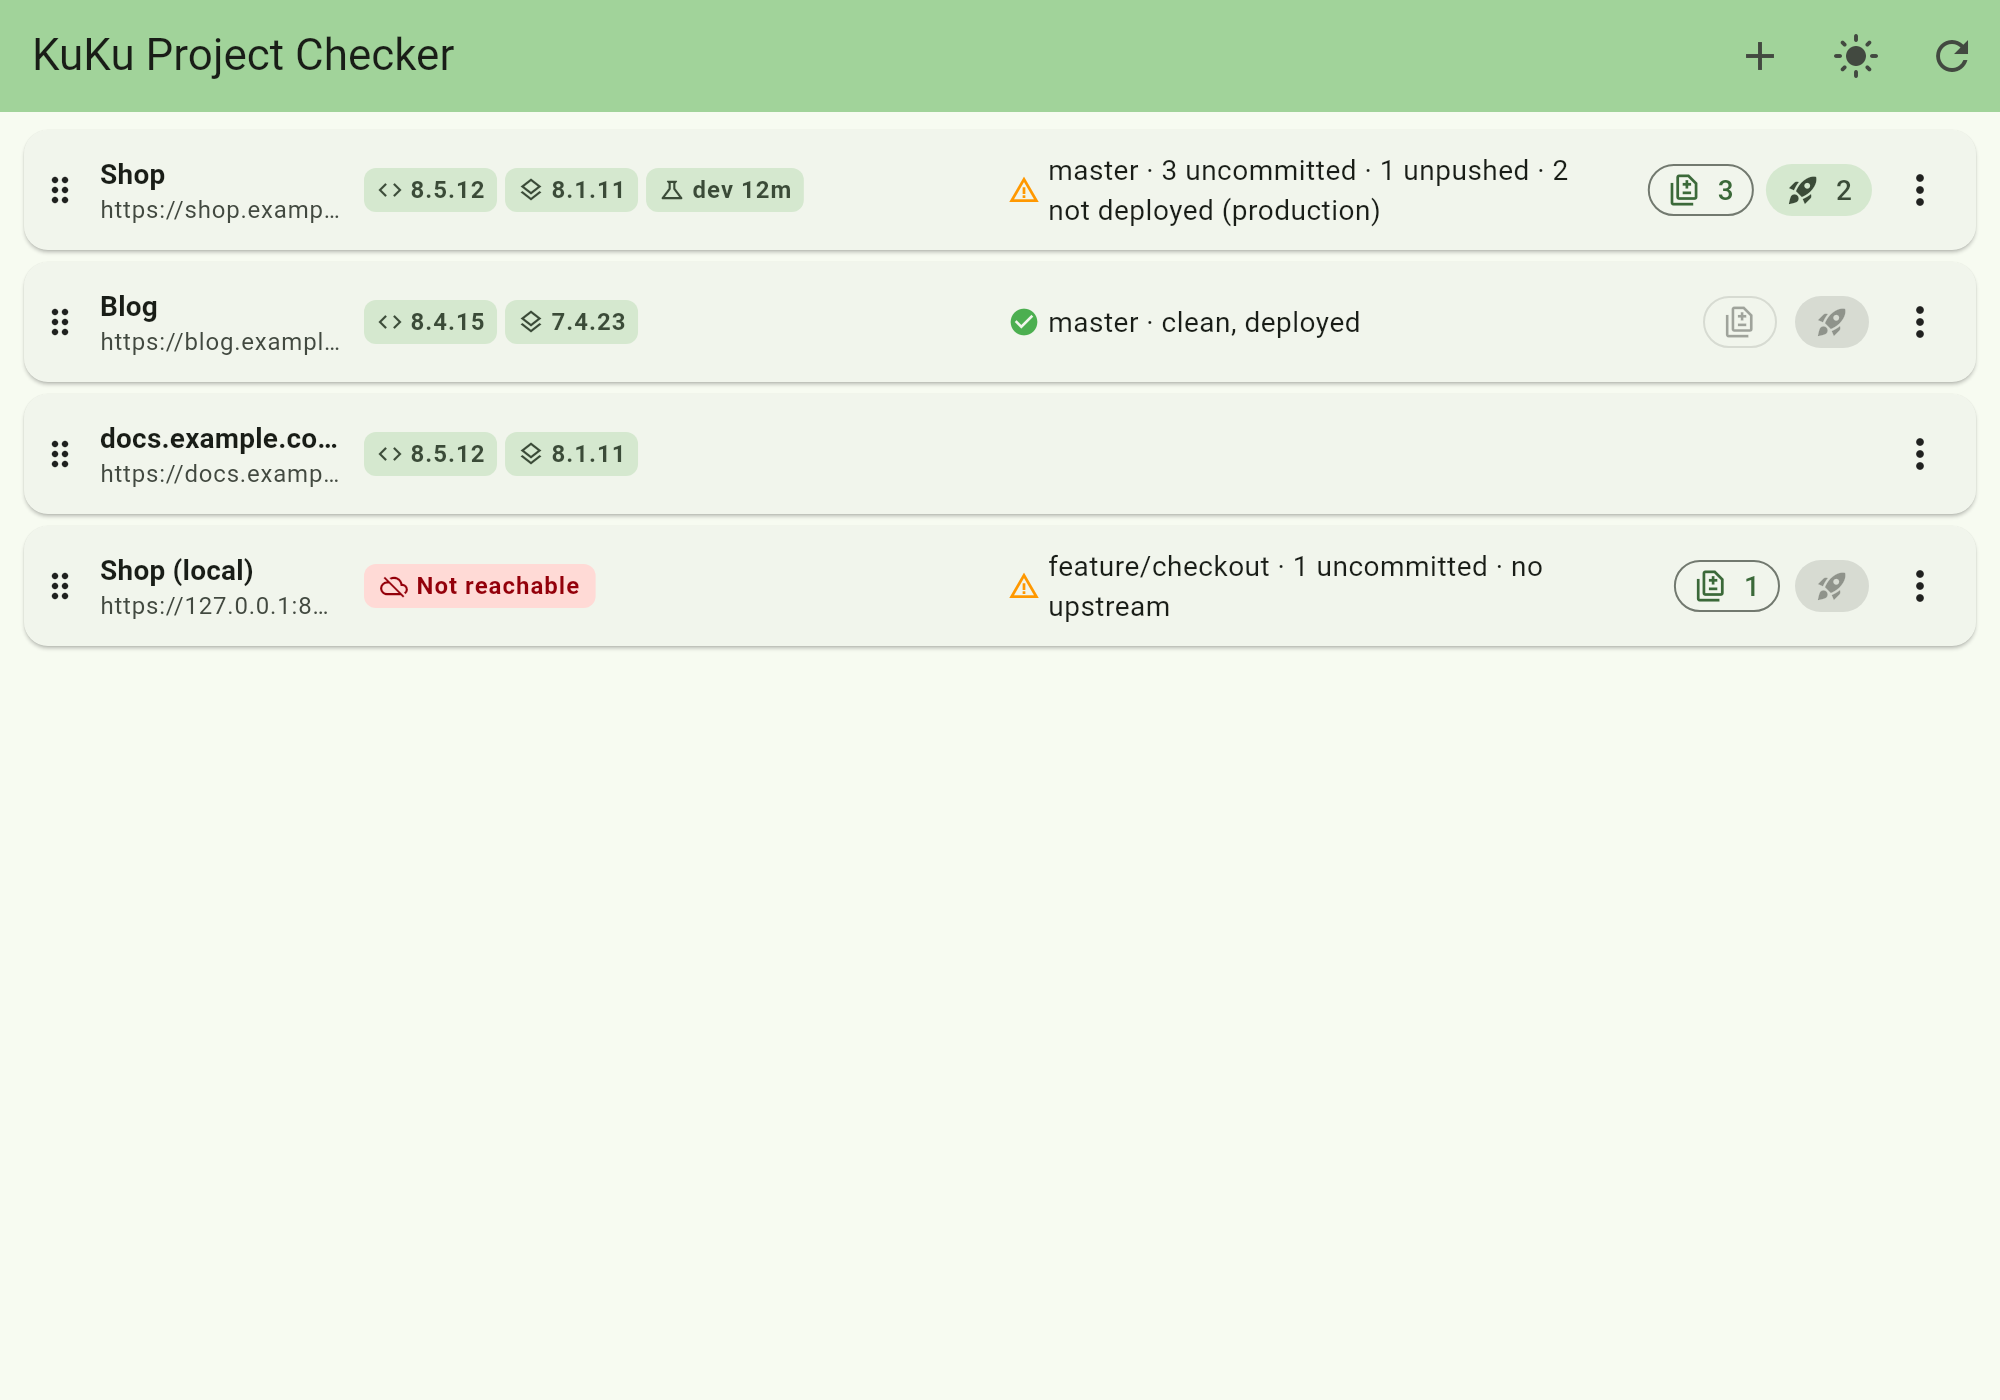 KuKu Project Checker
Shop
https://shop.examp…
8.5.12
8.1.11
dev 12m
master · 3 uncommitted · 1 unpushed · 2
not deployed (production)
3
2
Blog
https://blog.exampl…
8.4.15
7.4.23
master · clean, deployed
docs.example.co…
https://docs.examp…
8.5.12
8.1.11
Shop (local)
https://127.0.0.1:8…
Not reachable
feature/checkout · 1 uncommitted · no
upstream
1